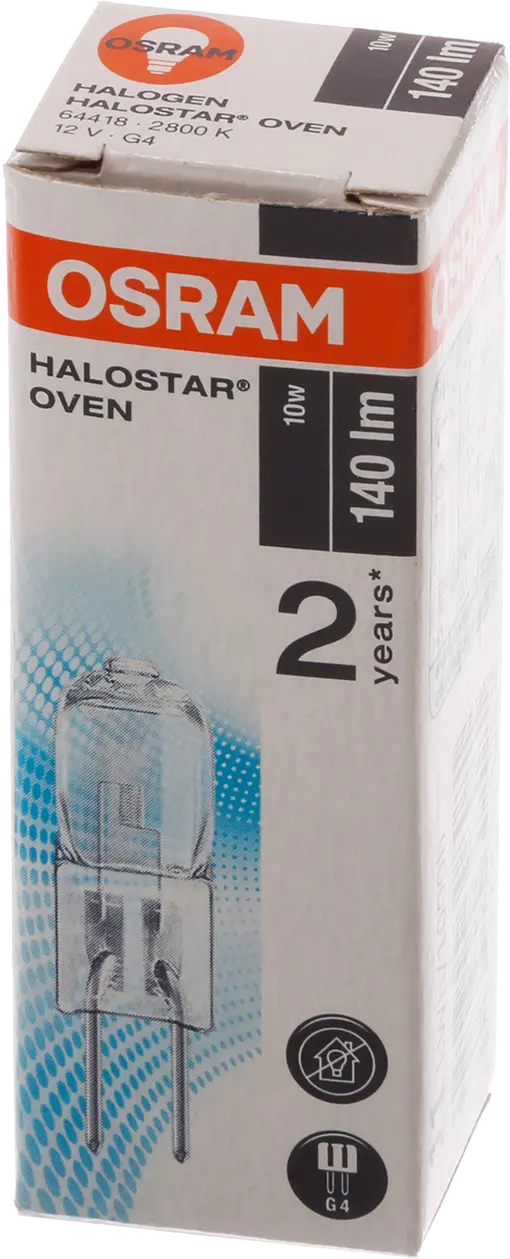 OSRAM
HALOGEN
HALOSTAR® OVEN
64418 · 2800 K
12 V · G4
10w
140 lm
OSRAM
HALOSTAR®
OVEN
10w
140 lm
2
years*
G4